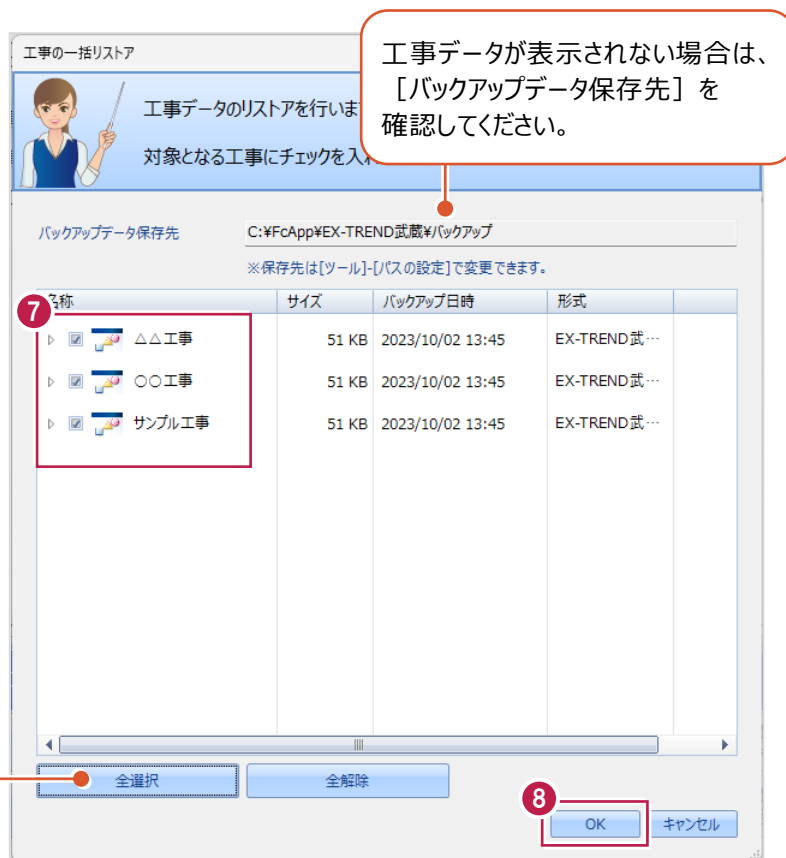 工事の一括リストア
工事データが表示されない場合は、
［バックアップデータ保存先］を
確認してください。
工事データのリストアを行いま
対象となる工事にチェックを入
バックアップデータ保存先
C:¥FcApp¥EX-TREND武蔵¥バックアップ
※保存先は[ツール]-[パスの設定]で変更できます。
7
名称 サイズ バックアップ日時 形式
△△工事 51 KB 2023/10/02 13:45 EX-TREND武…
○○工事 51 KB 2023/10/02 13:45 EX-TREND武…
サンプル工事 51 KB 2023/10/02 13:45 EX-TREND武…
全選択 全解除
8
OK キャンセル